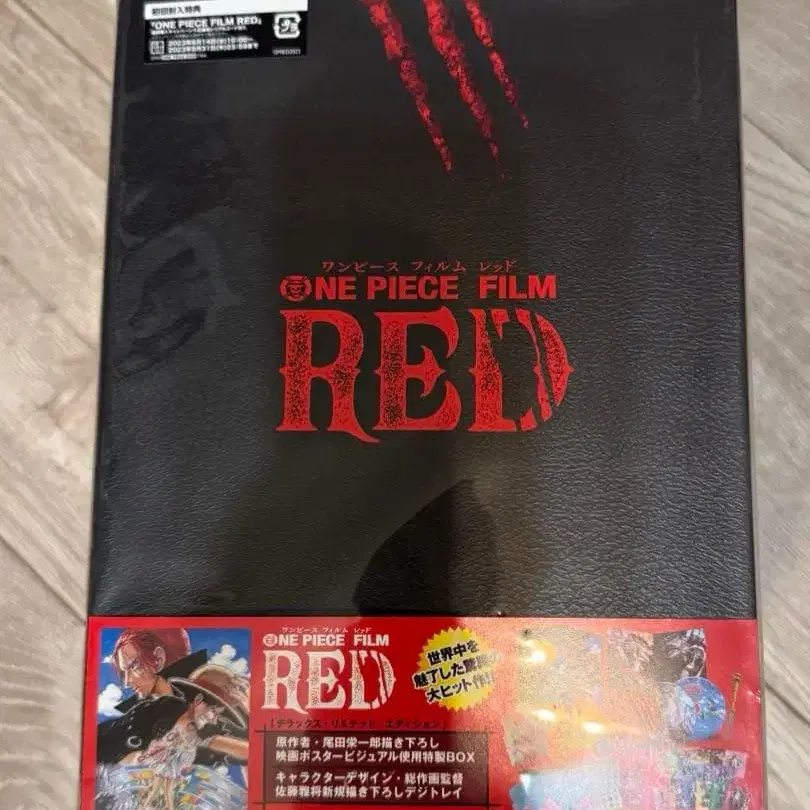 初回封入特典
『ONE PIECE FILM RED』
ワンピース フィルム レッド
ONE PIECE FILM
RED
ワンピース フィルム レッド
ONE PIECE FILM
RED
世界中を
魅了した
大ヒット作!!
デラックス・リミテッド・エディション
原作者・尾田栄一郎描き下ろし
映画ポスタービジュアル使用特製BOX
キャラクターデザイン・総作画監督
佐藤雅将新規描き下ろしデジトレイ